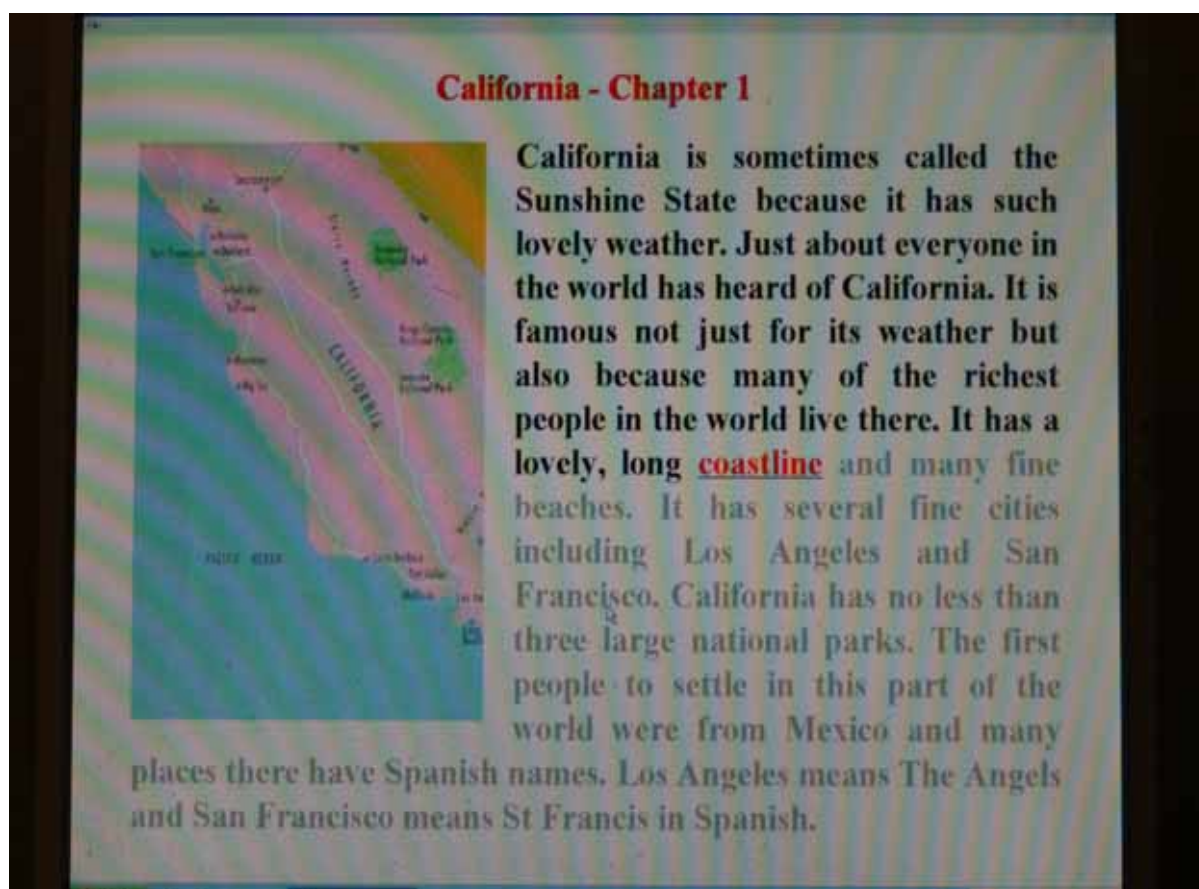 California - Chapter 1
California is sometimes called the
Sunshine State because it has such
lovely weather. Just about everyone in
the world has heard of California. It is
famous not just for its weather but
also because many of the richest
people in the world live there. It has a
lovely, long coastline and many fine
beaches. It has several fine cities
including Los Angeles and San
Francisco. California has no less than
three large national parks. The first
people to settle in this part of the
world were from Mexico and many
places there have Spanish names. Los Angeles means The Angels
and San Francisco means St Francis in Spanish.
CALIFORNIA